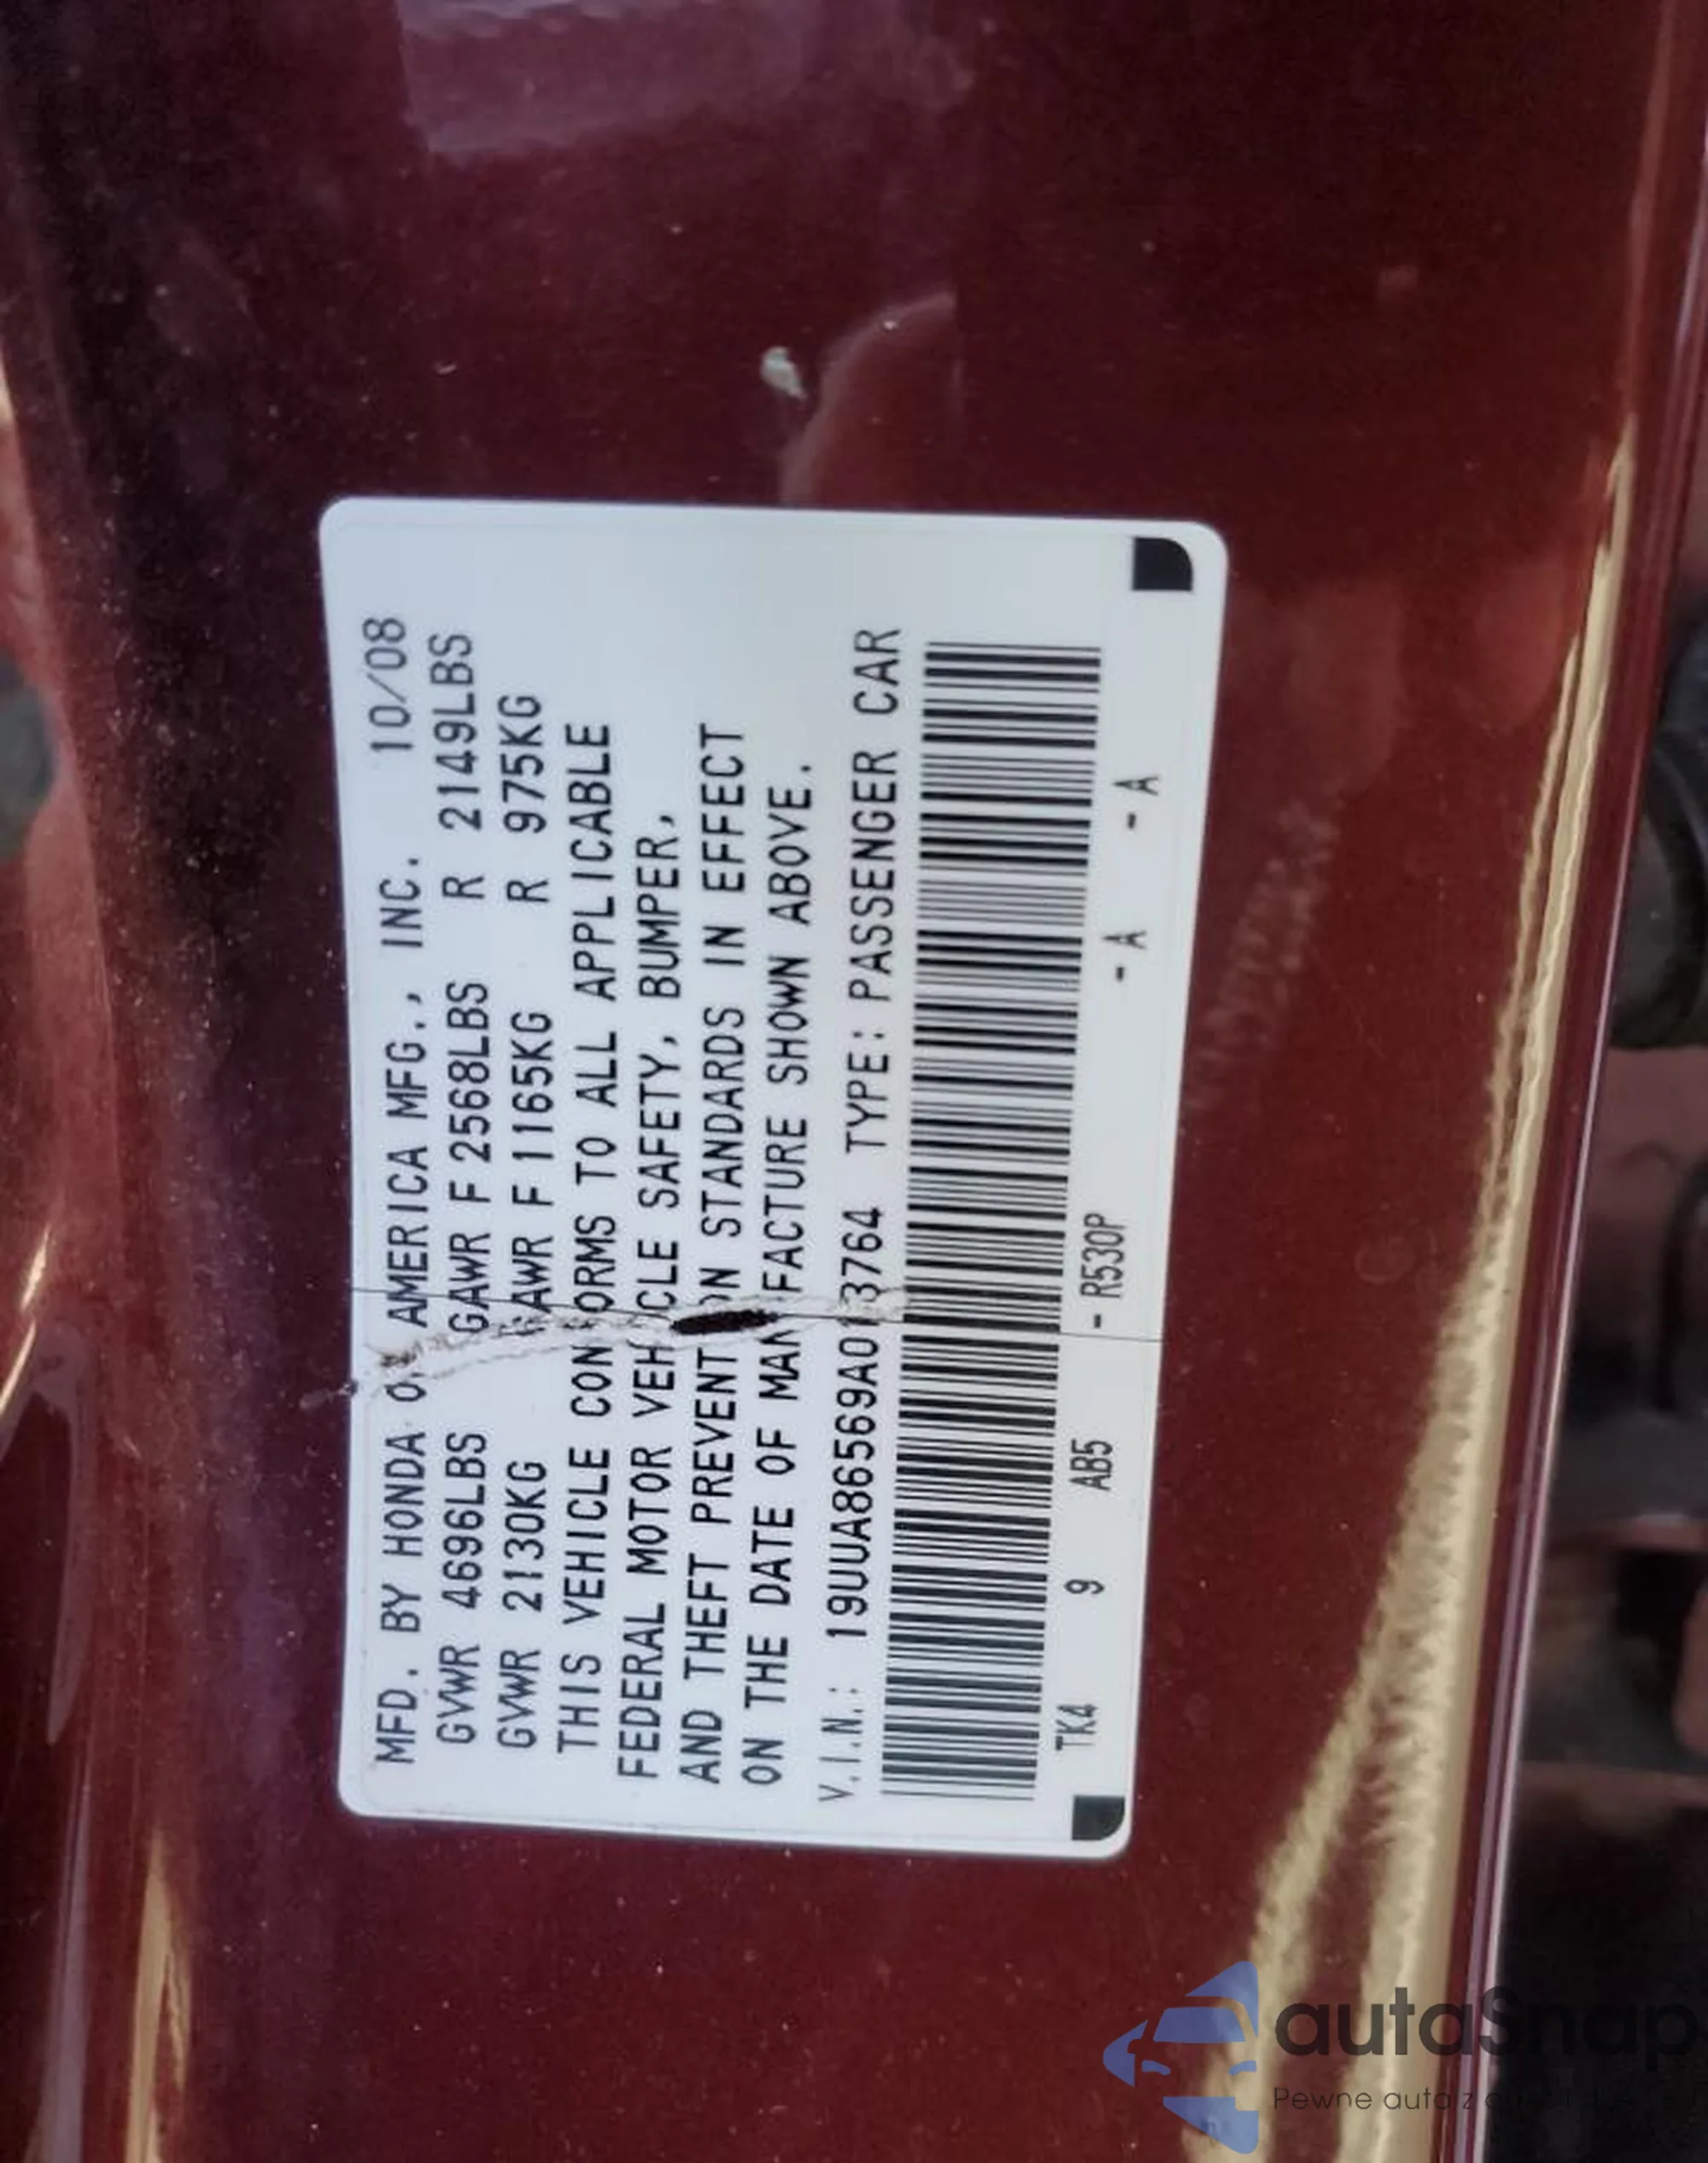 MFD. BY HONDA OF AMERICA MFG., INC. 10/08
GVWR 4696LBS GAWR F 2568LBS R 2149LBS
GVWR 2130KG GAWR F 1165KG R 975KG
THIS VEHICLE CONFORMS TO ALL APPLICABLE
FEDERAL MOTOR VEHICLE SAFETY, BUMPER,
AND THEFT PREVENTION STANDARDS IN EFFECT
ON THE DATE OF MANUFACTURE SHOWN ABOVE.
V.I.N.: 19UUA86569A013764 TYPE: PASSENGER CAR
TK4 9 AB5 - R530P - A - A
autaSnap
Pewne auta z